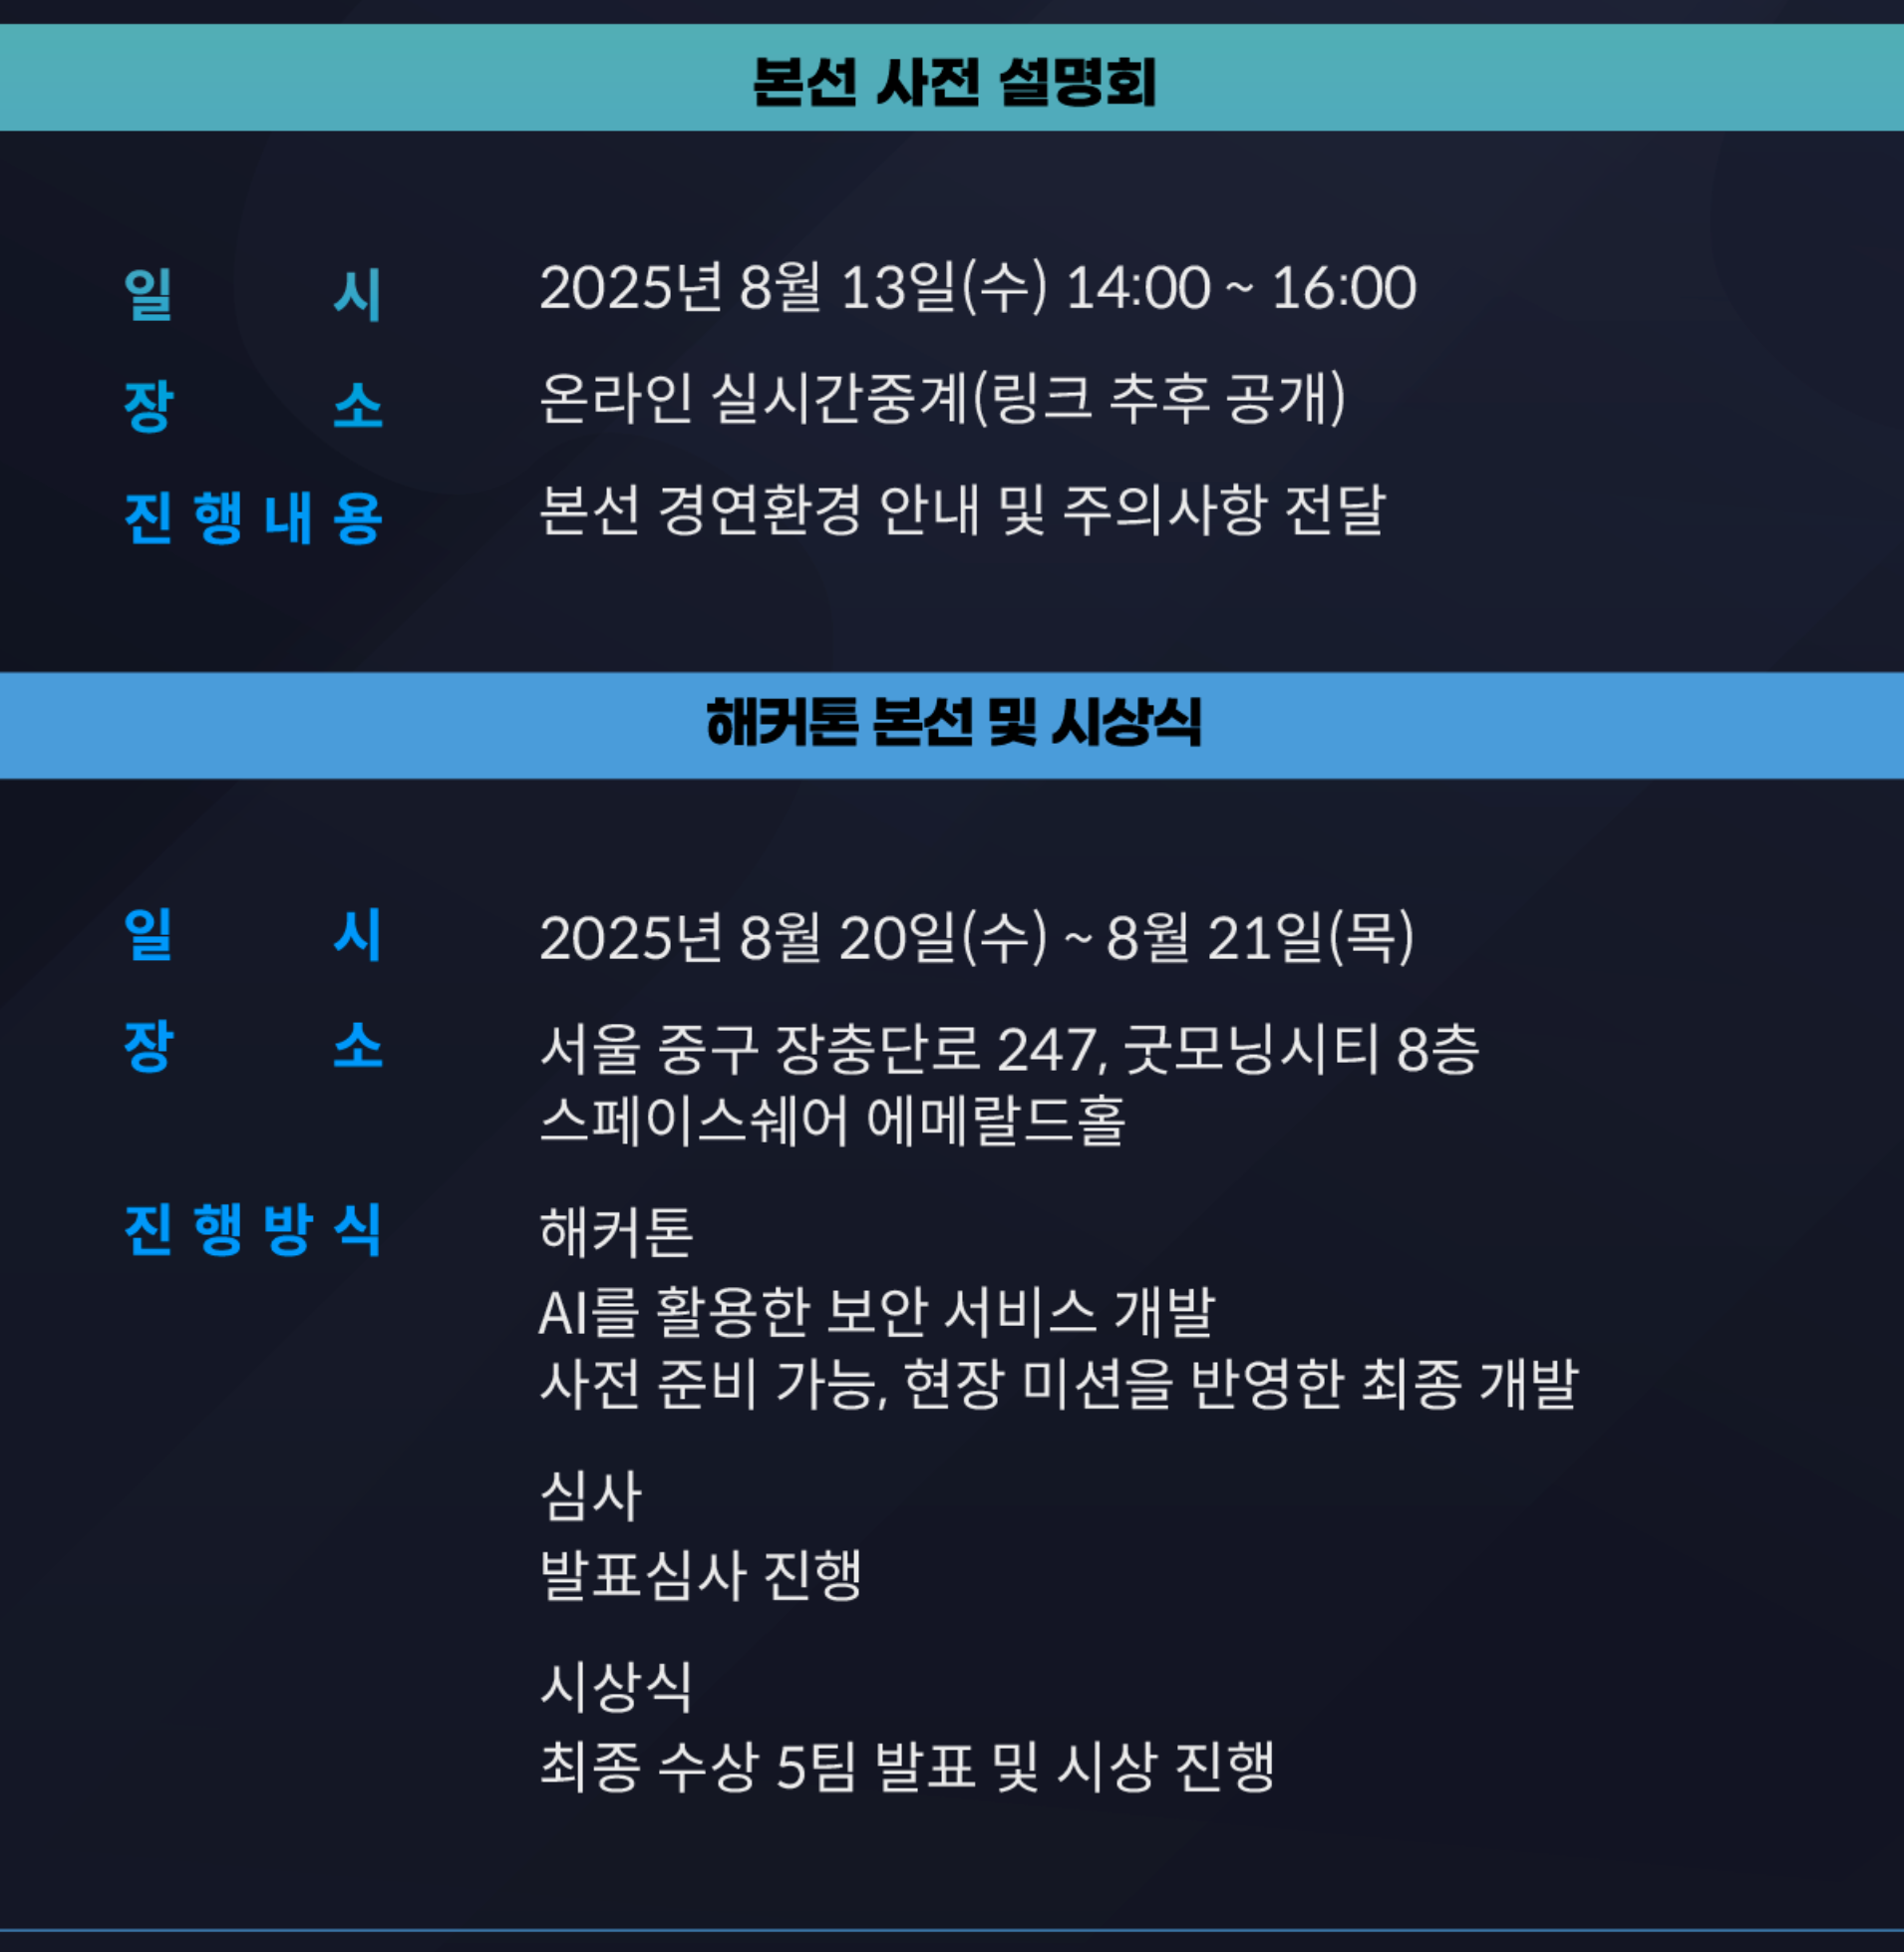 본선 사전 설명회
일 시 2025년 8월 13일(수) 14:00 ~ 16:00
장 소 온라인 실시간중계(링크 추후 공개)
진행내용 본선 경연환경 안내 및 주의사항 전달
해커톤 본선 및 시상식
일 시 2025년 8월 20일(수) ~ 8월 21일(목)
장 소 서울 중구 장충단로 247, 굿모닝시티 8층
스페이스쉐어 에메랄드홀
진행방식 해커톤
AI를 활용한 보안 서비스 개발
사전 준비 가능, 현장 미션을 반영한 최종 개발
심사
발표심사 진행
시상식
최종 수상 5팀 발표 및 시상 진행